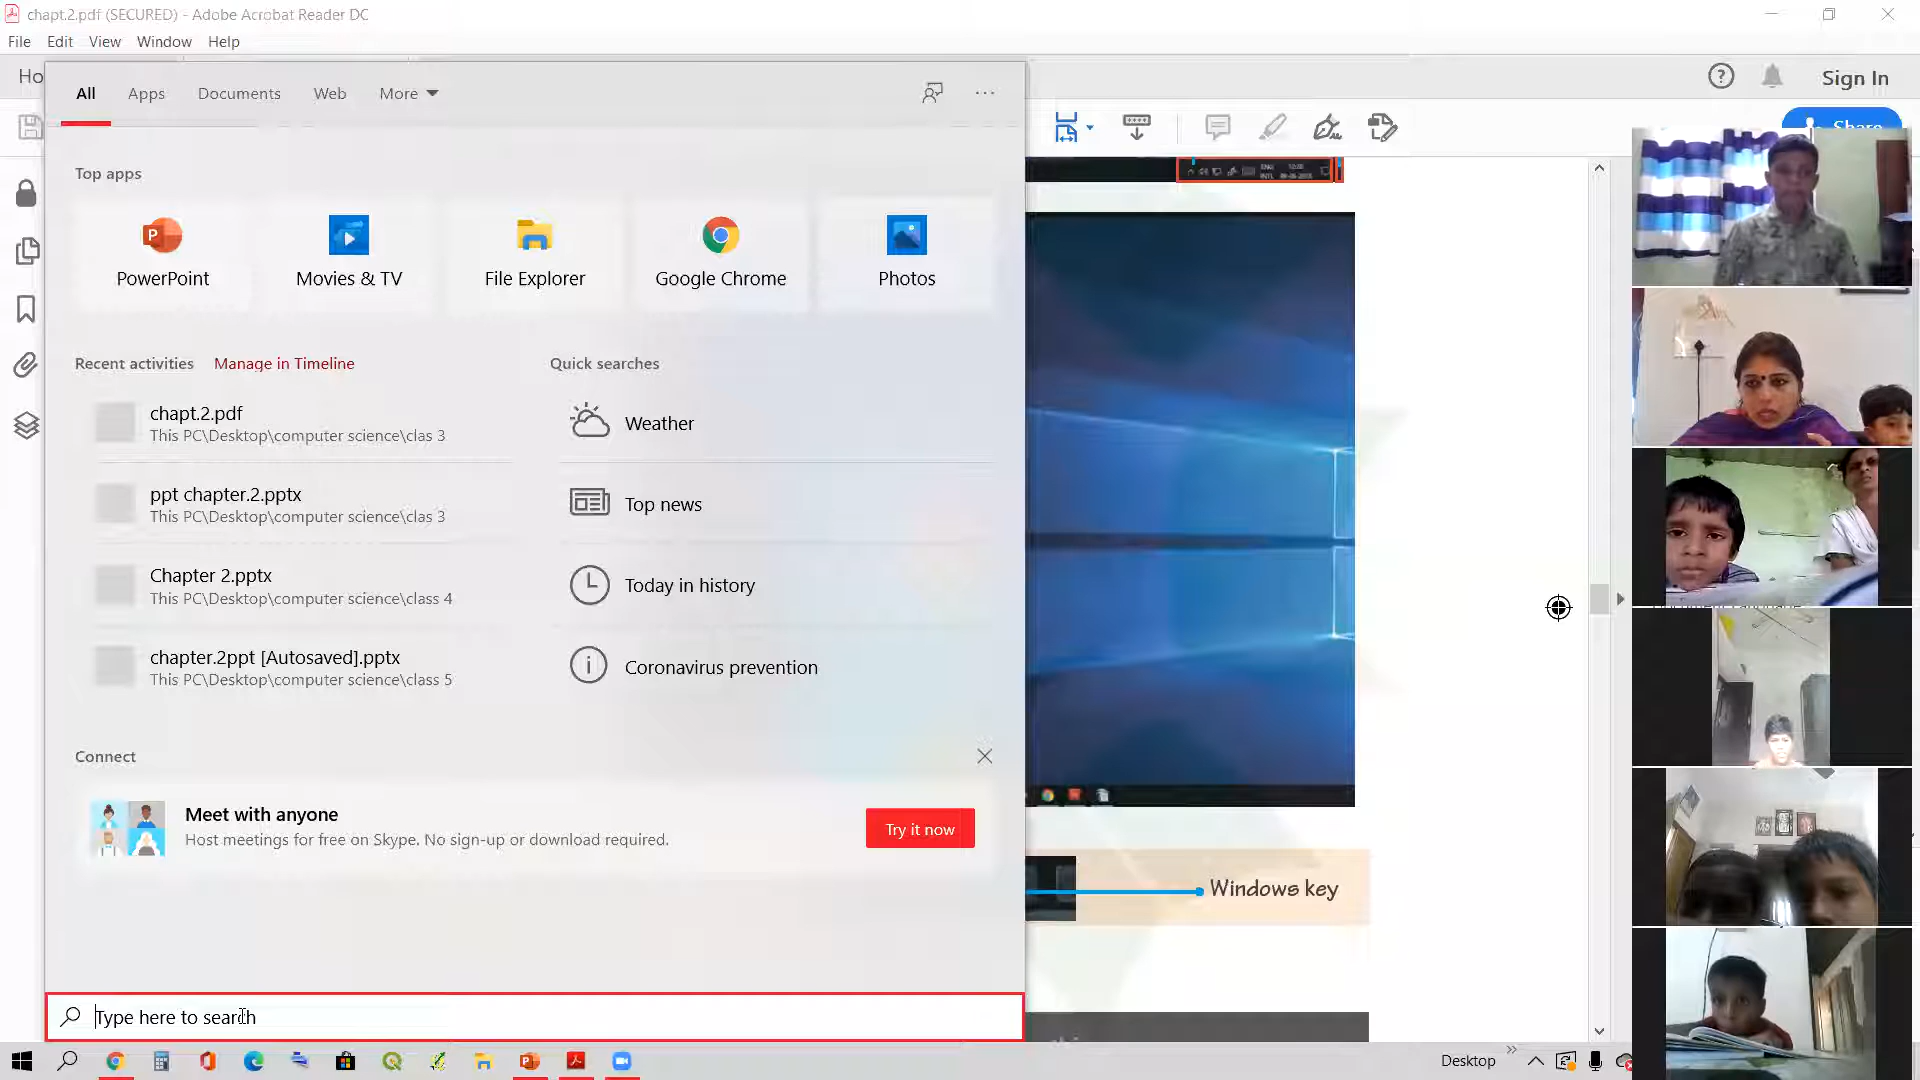 chapt.2.pdf (SECURED) - Adobe Acrobat Reader DC
File Edit View Window Help
Ho
Sign In
Share
All Apps Documents Web More
Top apps
PowerPoint
Movies & TV
File Explorer
Google Chrome
Photos
Recent activities Manage in Timeline
Quick searches
chapt.2.pdf
This PC\Desktop\computer science\clas 3
ppt chapter.2.pptx
This PC\Desktop\computer science\clas 3
Chapter 2.pptx
This PC\Desktop\computer science\class 4
chapter.2ppt [Autosaved].pptx
This PC\Desktop\computer science\class 5
Weather
Top news
Today in history
Coronavirus prevention
Connect
Meet with anyone
Host meetings for free on Skype. No sign-up or download required.
Try it now
Windows key
Type here to search
Desktop